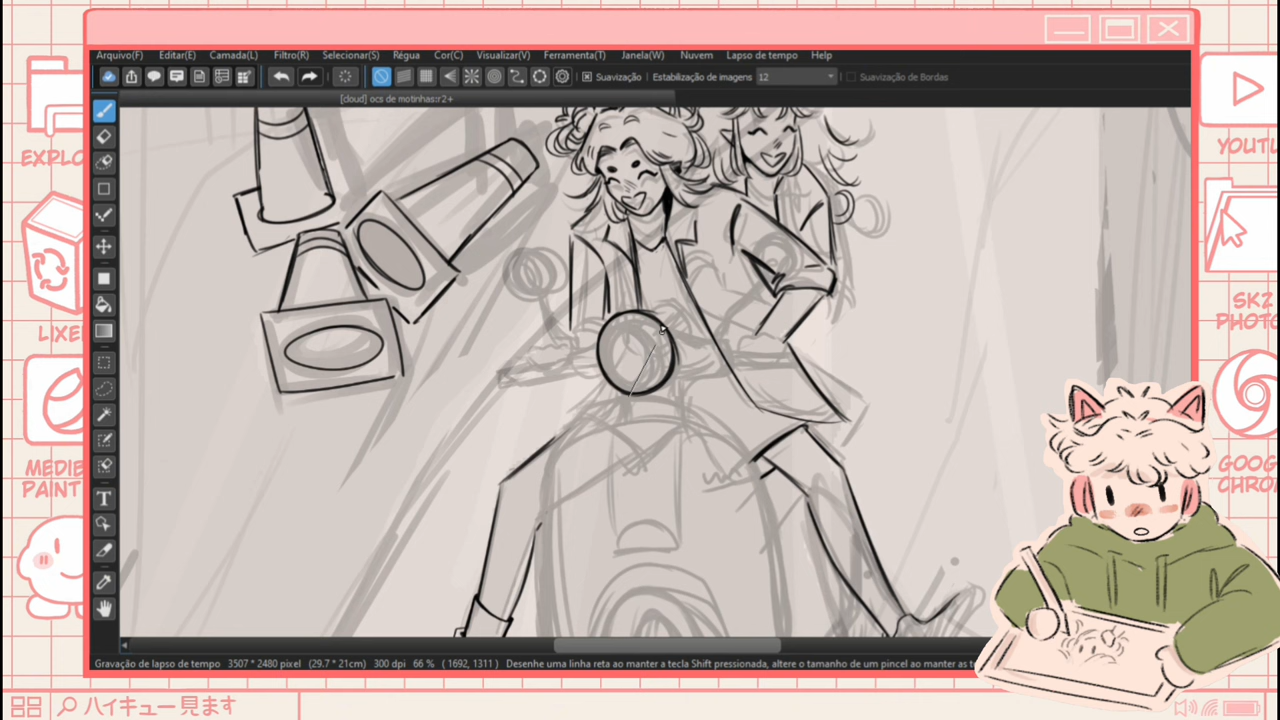 Arquivo(F) Editar(E) Camada(L) Filtro(R) Selecionar(S) Régua Cor(C) Visualizar(V) Ferramenta(T) Janela(W) Nuvem Lapso de tempo Help
Suavização Estabilização de imagens 12 Suavização de Bordas
[cloud] ocs de motinhas:r2+
EXPLO
LIXEI
MEDIE
PAINT
YOUTU
SK2
PHOTO
GOOG
CHRO
T
Gravação de lapso de tempo 3507 * 2480 pixel (29.7 * 21cm) 300 dpi 66 % ( 1692, 1311 ) Desenhe uma linha reta ao manter a tecla Shift pressionada, altere o tamanho de um pincel ao manter as
ハイキュー見ます